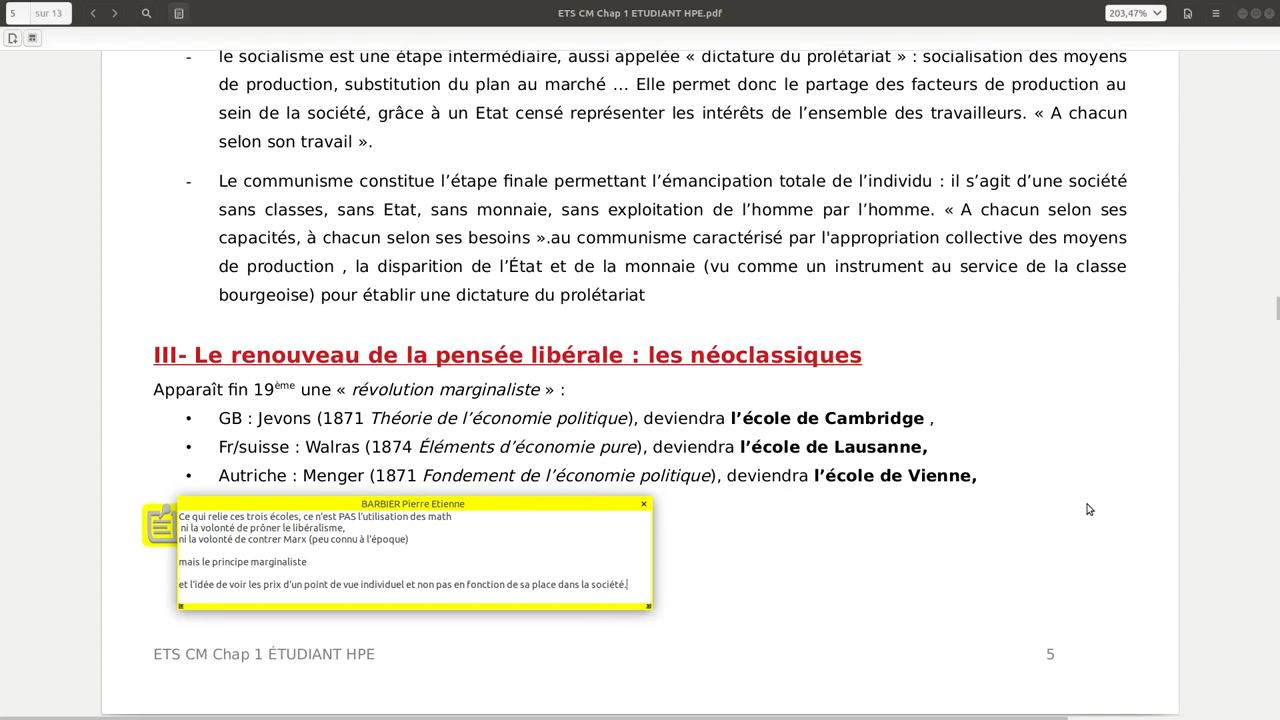 5 sur 13
ETS CM Chap 1 ETUDIANT HPE.pdf
203,47%
- le socialisme est une étape intermédiaire, aussi appelée « dictature du prolétariat » : socialisation des moyens
de production, substitution du plan au marché … Elle permet donc le partage des facteurs de production au
sein de la société, grâce à un Etat censé représenter les intérêts de l’ensemble des travailleurs. « A chacun
selon son travail ».
- Le communisme constitue l’étape finale permettant l’émancipation totale de l’individu : il s’agit d’une société
sans classes, sans Etat, sans monnaie, sans exploitation de l’homme par l’homme. « A chacun selon ses
capacités, à chacun selon ses besoins ».au communisme caractérisé par l'appropriation collective des moyens
de production , la disparition de l’État et de la monnaie (vu comme un instrument au service de la classe
bourgeoise) pour établir une dictature du prolétariat
III- Le renouveau de la pensée libérale : les néoclassiques
Apparaît fin 19ème une « révolution marginaliste » :
• GB : Jevons (1871 Théorie de l’économie politique), deviendra l’école de Cambridge ,
• Fr/suisse : Walras (1874 Éléments d’économie pure), deviendra l’école de Lausanne,
• Autriche : Menger (1871 Fondement de l’économie politique), deviendra l’école de Vienne,
BARBIER Pierre Etienne
Ce qui relie ces trois écoles, ce n'est PAS l'utilisation des math
ni la volonté de prôner le libéralisme,
ni la volonté de contrer Marx (peu connu à l'époque)
mais le principe marginaliste
et l'idée de voir les prix d'un point de vue individuel et non pas en fonction de sa place dans la société.
ETS CM Chap 1 ÉTUDIANT HPE 5